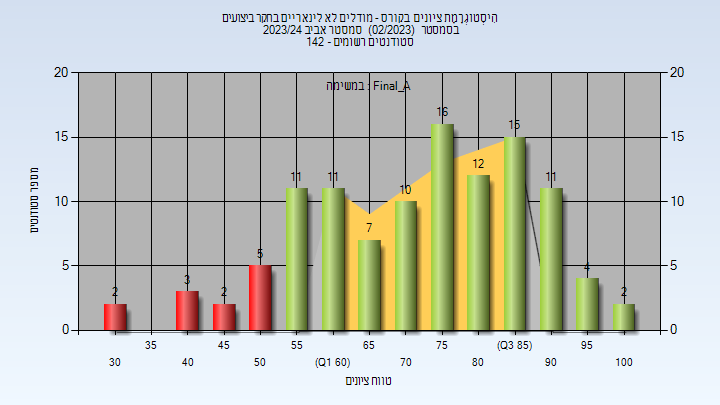 הִיסְטוֹגְרָמַת ציונים בקורס - מודלים לא לינאריים בחקר ביצועים
בסמסטר (02/2023) סמסטר אביב 2023/24
סטודנטים רשומים - 142
במשימה : Final_A
20 20
15 15
10 10
5 5
0 0
מספר סטודנטים
2 3 2 5 11 11 7 10 16 12 15 11 4 2
35 45 55 65 75 (Q3 85) 95
30 40 50 (Q1 60) 70 80 90 100
טווח ציונים